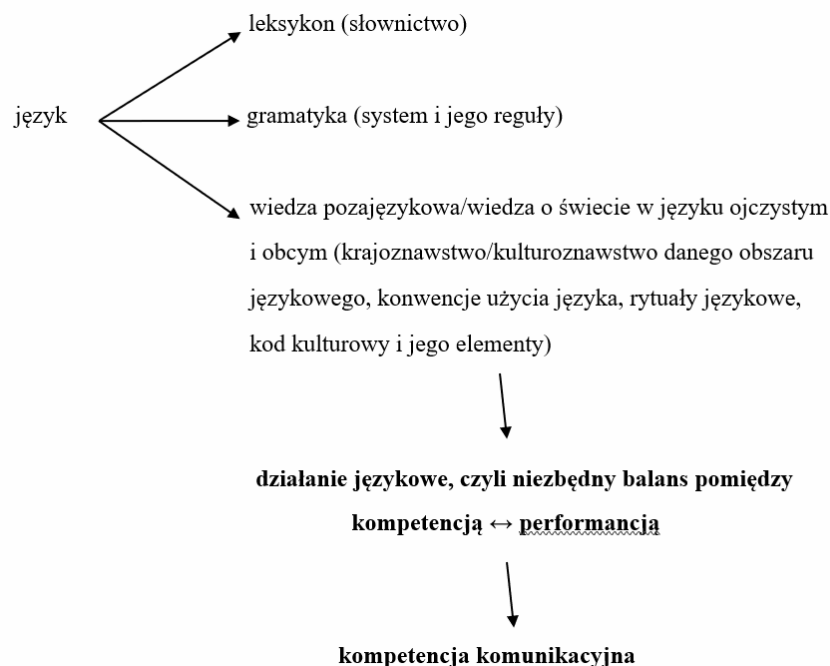 leksykon (słownictwo)
język
gramatyka (system i jego reguły)
wiedza pozajęzykowa/wiedza o świecie w języku ojczystym
i obcym (krajoznawstwo/kulturoznawstwo danego obszaru
językowego, konwencje użycia języka, rytuały językowe,
kod kulturowy i jego elementy)
działanie językowe, czyli niezbędny balans pomiędzy
kompetencją ↔ performancją
kompetencja komunikacyjna